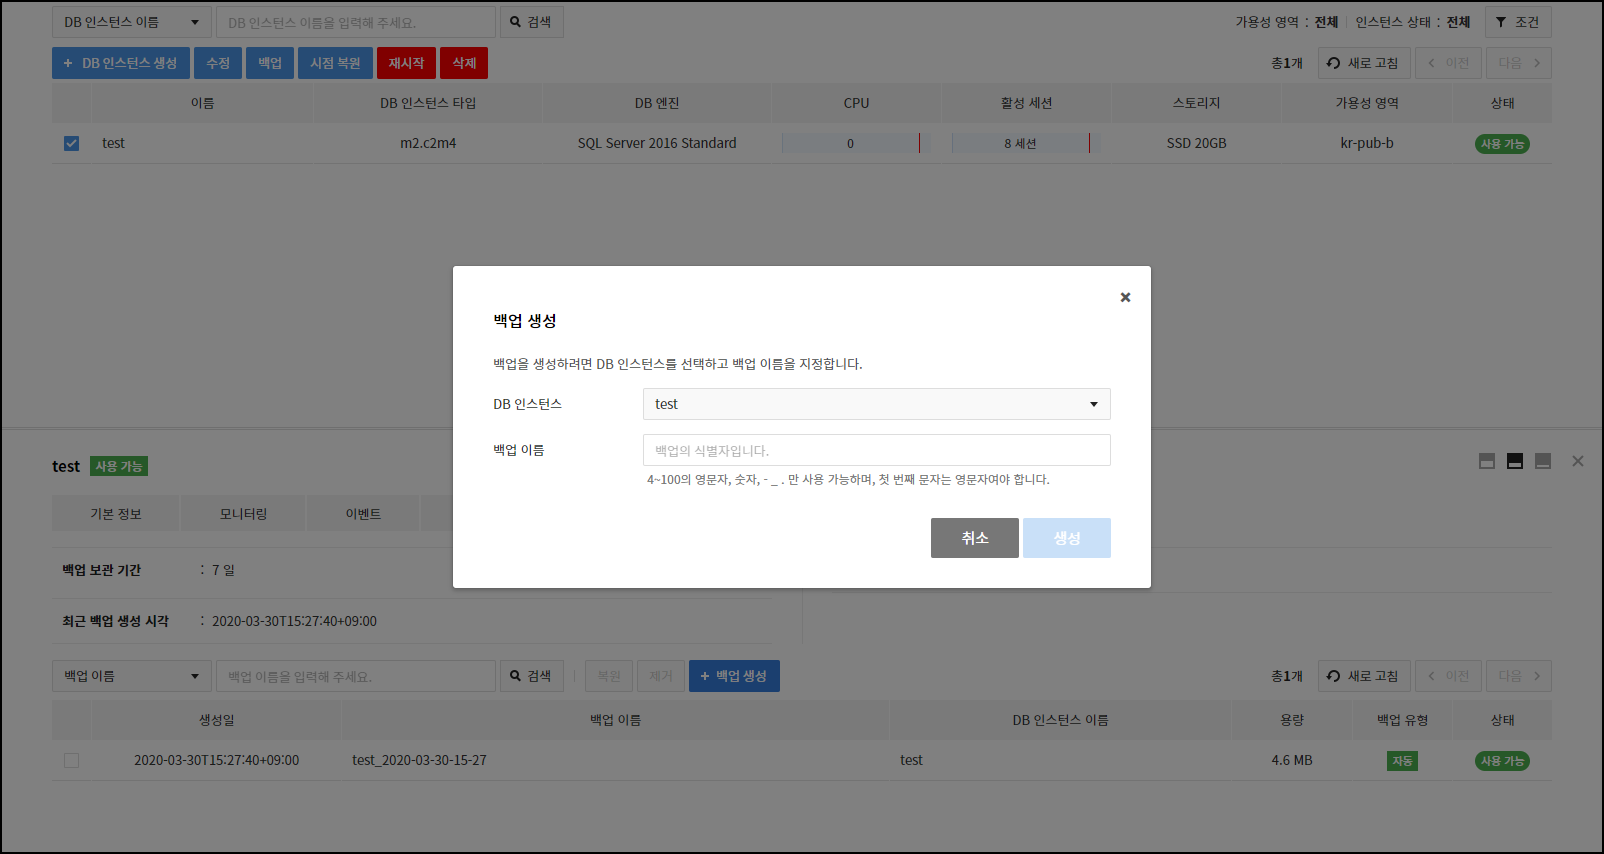 DB 인스턴스 이름 DB 인스턴스 이름을 입력해 주세요. 검색 가용성 영역 : 전체 인스턴스 상태 : 전체 조건
+ DB 인스턴스 생성 수정 백업 시점 복원 재시작 삭제 총1개 새로 고침 < 이전 다음 >
이름 DB 인스턴스 타입 DB 엔진 CPU 활성 세션 스토리지 가용성 영역 상태
test m2.c2m4 SQL Server 2016 Standard 0 8 세션 SSD 20GB kr-pub-b 사용 가능
백업 생성
백업을 생성하려면 DB 인스턴스를 선택하고 백업 이름을 지정합니다.
DB 인스턴스 test
백업 이름 백업의 식별자입니다.
4~100의 영문자, 숫자, - _ . 만 사용 가능하며, 첫 번째 문자는 영문자여야 합니다.
취소 생성
test 사용 가능
기본 정보 모니터링 이벤트
백업 보관 기간 : 7 일
최근 백업 생성 시각 : 2020-03-30T15:27:40+09:00
백업 이름 백업 이름을 입력해 주세요. 검색 복원 제거 + 백업 생성 총1개 새로 고침 < 이전 다음 >
생성일 백업 이름 DB 인스턴스 이름 용량 백업 유형 상태
2020-03-30T15:27:40+09:00 test_2020-03-30-15-27 test 4.6 MB 자동 사용 가능